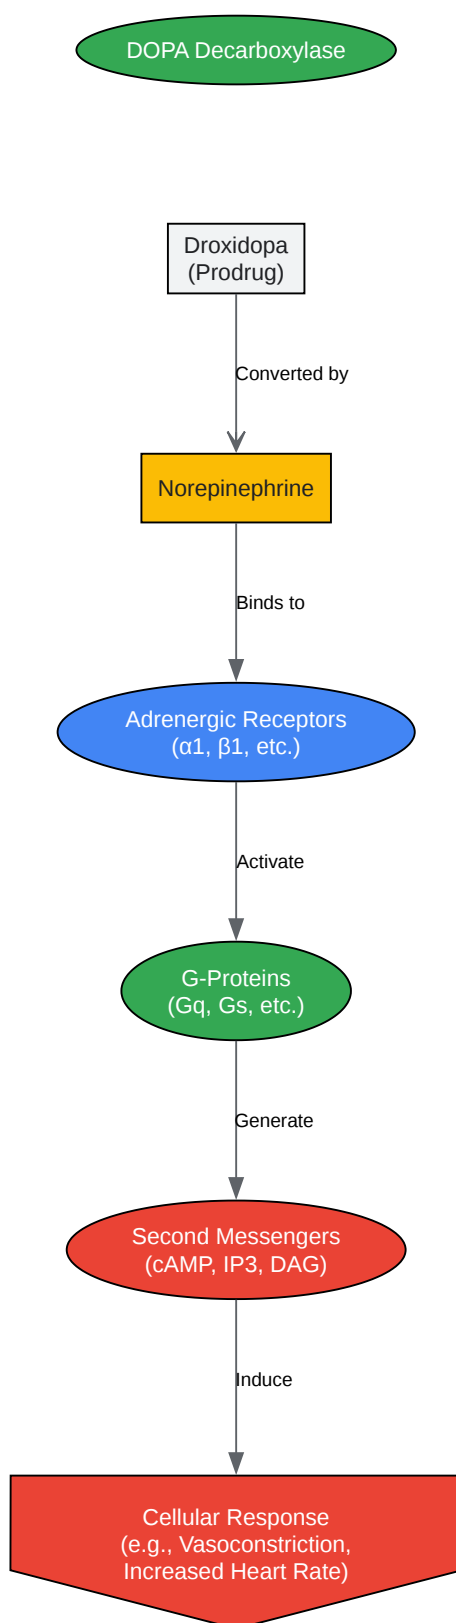 DOPA Decarboxylase
Droxidopa
(Prodrug)
Converted by
Norepinephrine
Binds to
Adrenergic Receptors
(α1, β1, etc.)
Activate
G-Proteins
(Gq, Gs, etc.)
Generate
Second Messengers
(cAMP, IP3, DAG)
Induce
Cellular Response
(e.g., Vasoconstriction,
Increased Heart Rate)